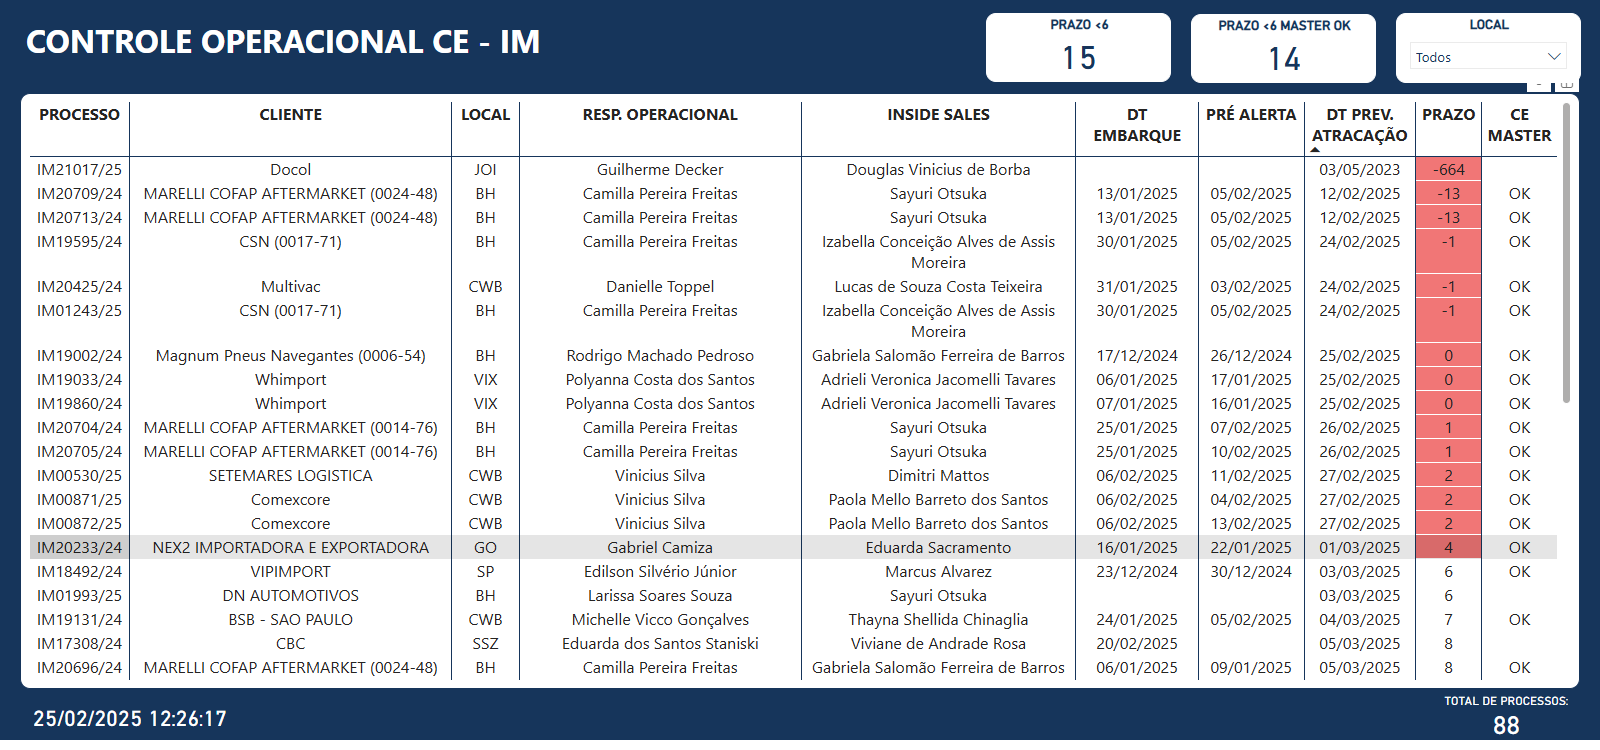 CONTROLE OPERACIONAL CE - IM
PRAZO <6
15
PRAZO <6 MASTER OK
14
LOCAL
Todos
PROCESSO CLIENTE LOCAL RESP. OPERACIONAL INSIDE SALES DT EMBARQUE PRÉ ALERTA DT PREV. ATRACAÇÃO PRAZO CE MASTER
IM21017/25 Docol JOI Guilherme Decker Douglas Vinicius de Borba 03/05/2023 -664
IM20709/24 MARELLI COFAP AFTERMARKET (0024-48) BH Camilla Pereira Freitas Sayuri Otsuka 13/01/2025 05/02/2025 12/02/2025 -13 OK
IM20713/24 MARELLI COFAP AFTERMARKET (0024-48) BH Camilla Pereira Freitas Sayuri Otsuka 13/01/2025 05/02/2025 12/02/2025 -13 OK
IM19595/24 CSN (0017-71) BH Camilla Pereira Freitas Izabella Conceição Alves de Assis Moreira 30/01/2025 05/02/2025 24/02/2025 -1 OK
IM20425/24 Multivac CWB Danielle Toppel Lucas de Souza Costa Teixeira 31/01/2025 03/02/2025 24/02/2025 -1 OK
IM01243/25 CSN (0017-71) BH Camilla Pereira Freitas Izabella Conceição Alves de Assis Moreira 30/01/2025 05/02/2025 24/02/2025 -1 OK
IM19002/24 Magnum Pneus Navegantes (0006-54) BH Rodrigo Machado Pedroso Gabriela Salomão Ferreira de Barros 17/12/2024 26/12/2024 25/02/2025 0 OK
IM19033/24 Whimport VIX Polyanna Costa dos Santos Adrieli Veronica Jacomelli Tavares 06/01/2025 17/01/2025 25/02/2025 0 OK
IM19860/24 Whimport VIX Polyanna Costa dos Santos Adrieli Veronica Jacomelli Tavares 07/01/2025 16/01/2025 25/02/2025 0 OK
IM20704/24 MARELLI COFAP AFTERMARKET (0014-76) BH Camilla Pereira Freitas Sayuri Otsuka 25/01/2025 07/02/2025 26/02/2025 1 OK
IM20705/24 MARELLI COFAP AFTERMARKET (0014-76) BH Camilla Pereira Freitas Sayuri Otsuka 25/01/2025 10/02/2025 26/02/2025 1 OK
IM00530/25 SETEMARES LOGISTICA CWB Vinicius Silva Dimitri Mattos 06/02/2025 11/02/2025 27/02/2025 2 OK
IM00871/25 Comexcore CWB Vinicius Silva Paola Mello Barreto dos Santos 06/02/2025 04/02/2025 27/02/2025 2 OK
IM00872/25 Comexcore CWB Vinicius Silva Paola Mello Barreto dos Santos 06/02/2025 13/02/2025 27/02/2025 2 OK
IM20233/24 NEX2 IMPORTADORA E EXPORTADORA GO Gabriel Camiza Eduarda Sacramento 16/01/2025 22/01/2025 01/03/2025 4 OK
IM18492/24 VIPIMPORT SP Edilson Silvério Júnior Marcus Alvarez 23/12/2024 30/12/2024 03/03/2025 6 OK
IM01993/25 DN AUTOMOTIVOS BH Larissa Soares Souza Sayuri Otsuka 03/03/2025 6
IM19131/24 BSB - SAO PAULO CWB Michelle Vicco Gonçalves Thayna Shellida Chinaglia 24/01/2025 05/02/2025 04/03/2025 7 OK
IM17308/24 CBC SSZ Eduarda dos Santos Staniski Viviane de Andrade Rosa 20/02/2025 05/03/2025 8
IM20696/24 MARELLI COFAP AFTERMARKET (0024-48) BH Camilla Pereira Freitas Gabriela Salomão Ferreira de Barros 06/01/2025 09/01/2025 05/03/2025 8 OK
25/02/2025 12:26:17
TOTAL DE PROCESSOS:
88